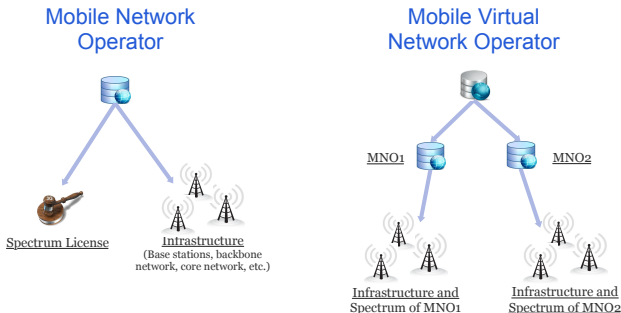 Mobile Network
Operator
Spectrum License
Infrastructure
(Base stations, backbone
network, core network, etc.)
Mobile Virtual
Network Operator
MNO1
MNO2
Infrastructure and
Spectrum of MNO1
Infrastructure and
Spectrum of MNO2